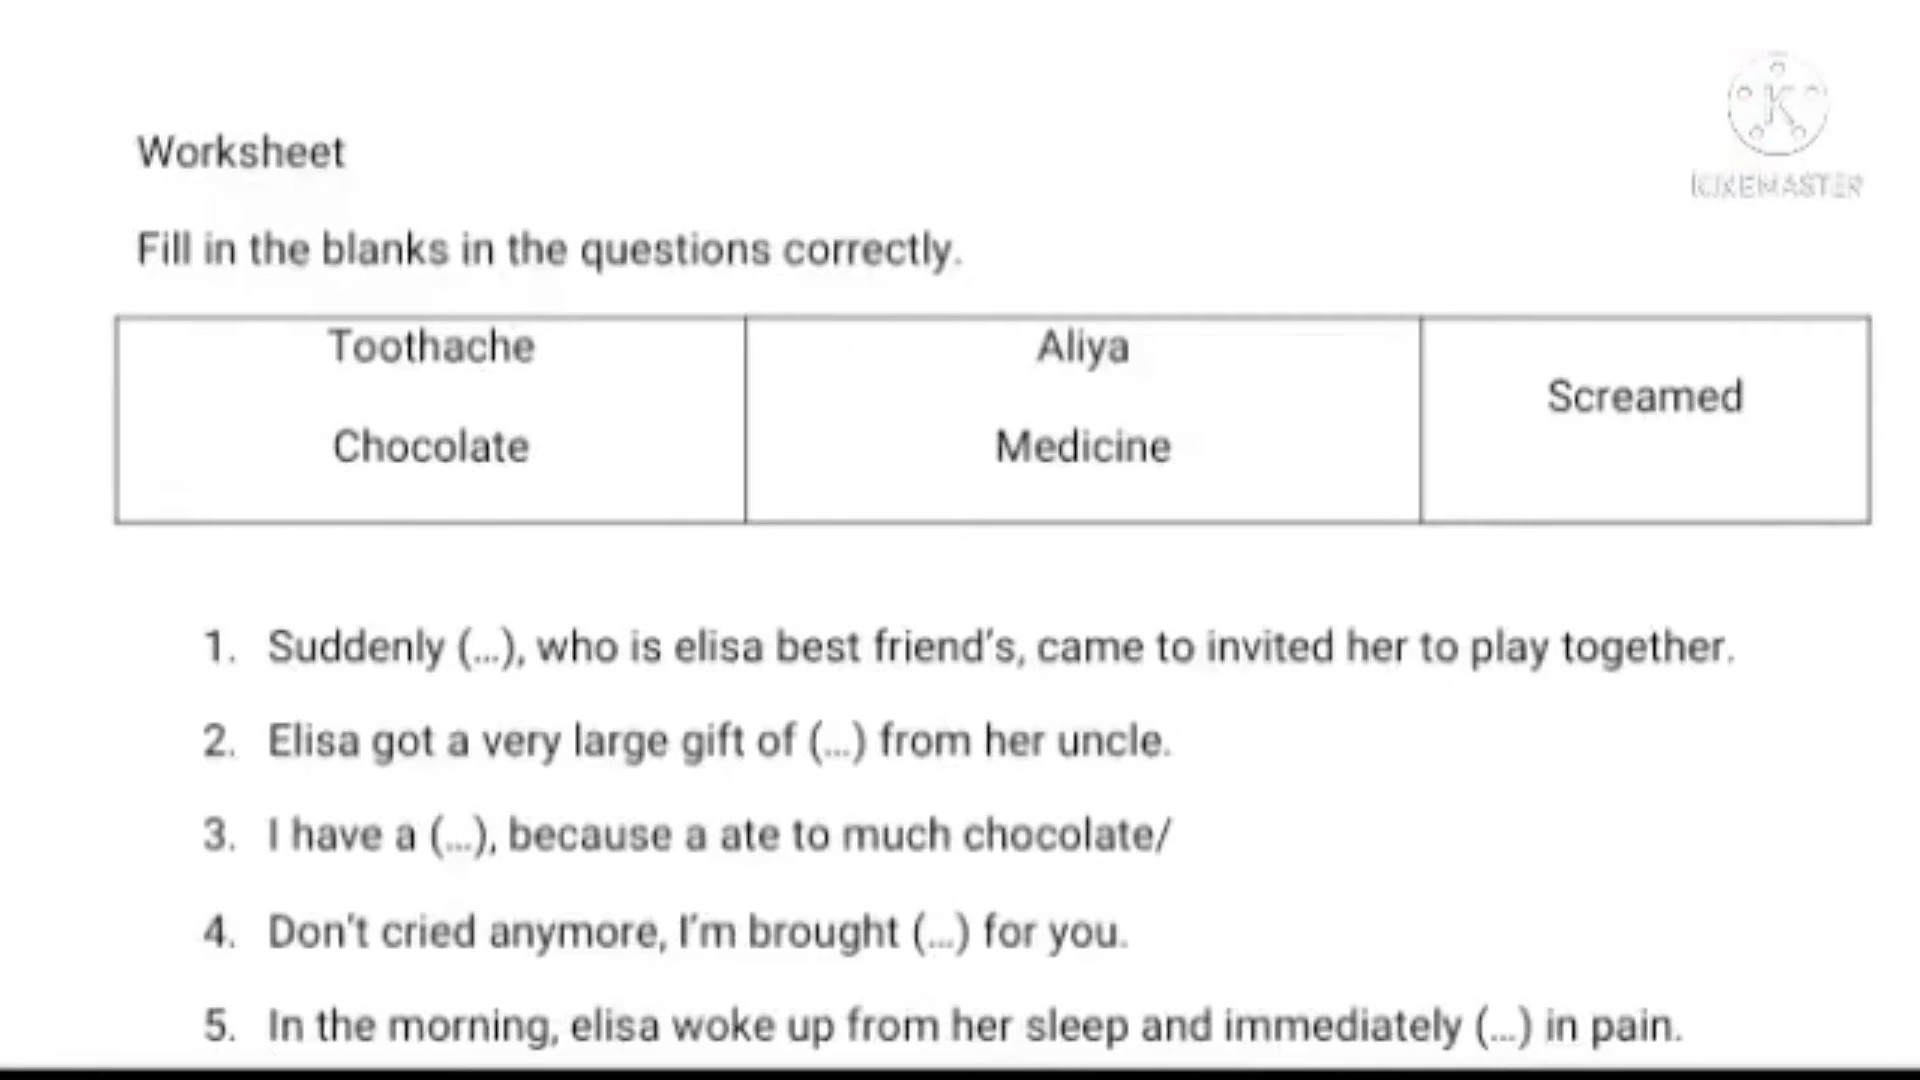 KINEMASTER
Worksheet
Fill in the blanks in the questions correctly.
Toothache
Chocolate
Aliya
Medicine
Screamed
1. Suddenly (...), who is elisa best friend's, came to invited her to play together.
2. Elisa got a very large gift of (...) from her uncle.
3. I have a (...), because a ate to much chocolate/
4. Don't cried anymore, I'm brought (...) for you.
5. In the morning, elisa woke up from her sleep and immediately (...) in pain.